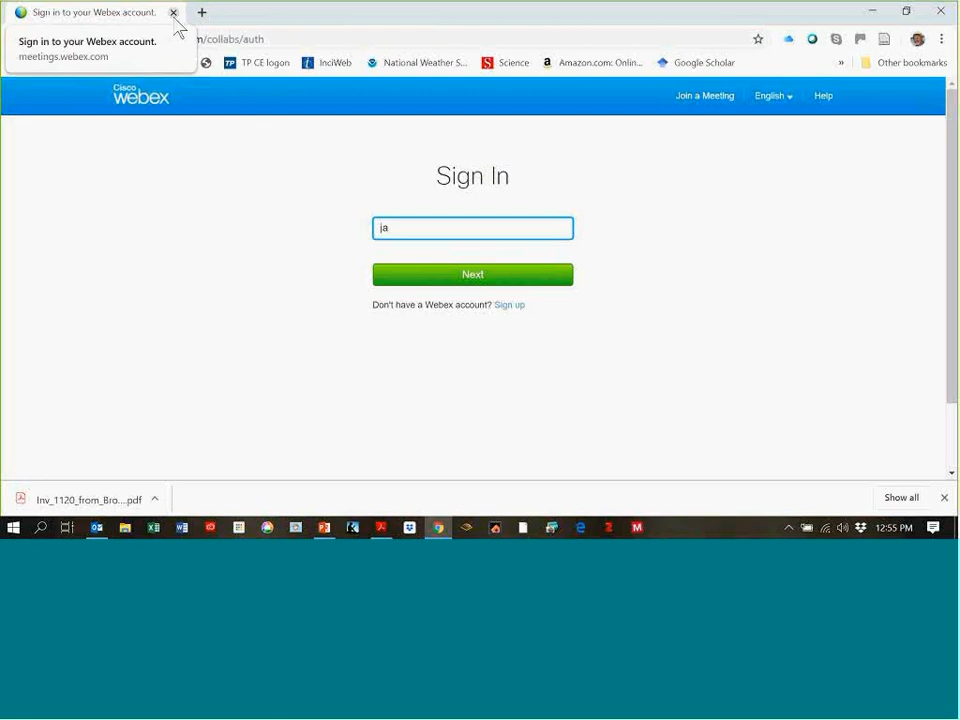 Sign in to your Webex account.
Sign in to your Webex account.
meetings.webex.com
m/collabs/auth
TP CE logon
InciWeb
National Weather S...
Science
Amazon.com: Onlin...
Google Scholar
»
Other bookmarks
Cisco
webex
Join a Meeting
English
Help
Sign In
ja
Next
Don't have a Webex account? Sign up
Inv_1120_from_Bro....pdf
Show all
12:55 PM